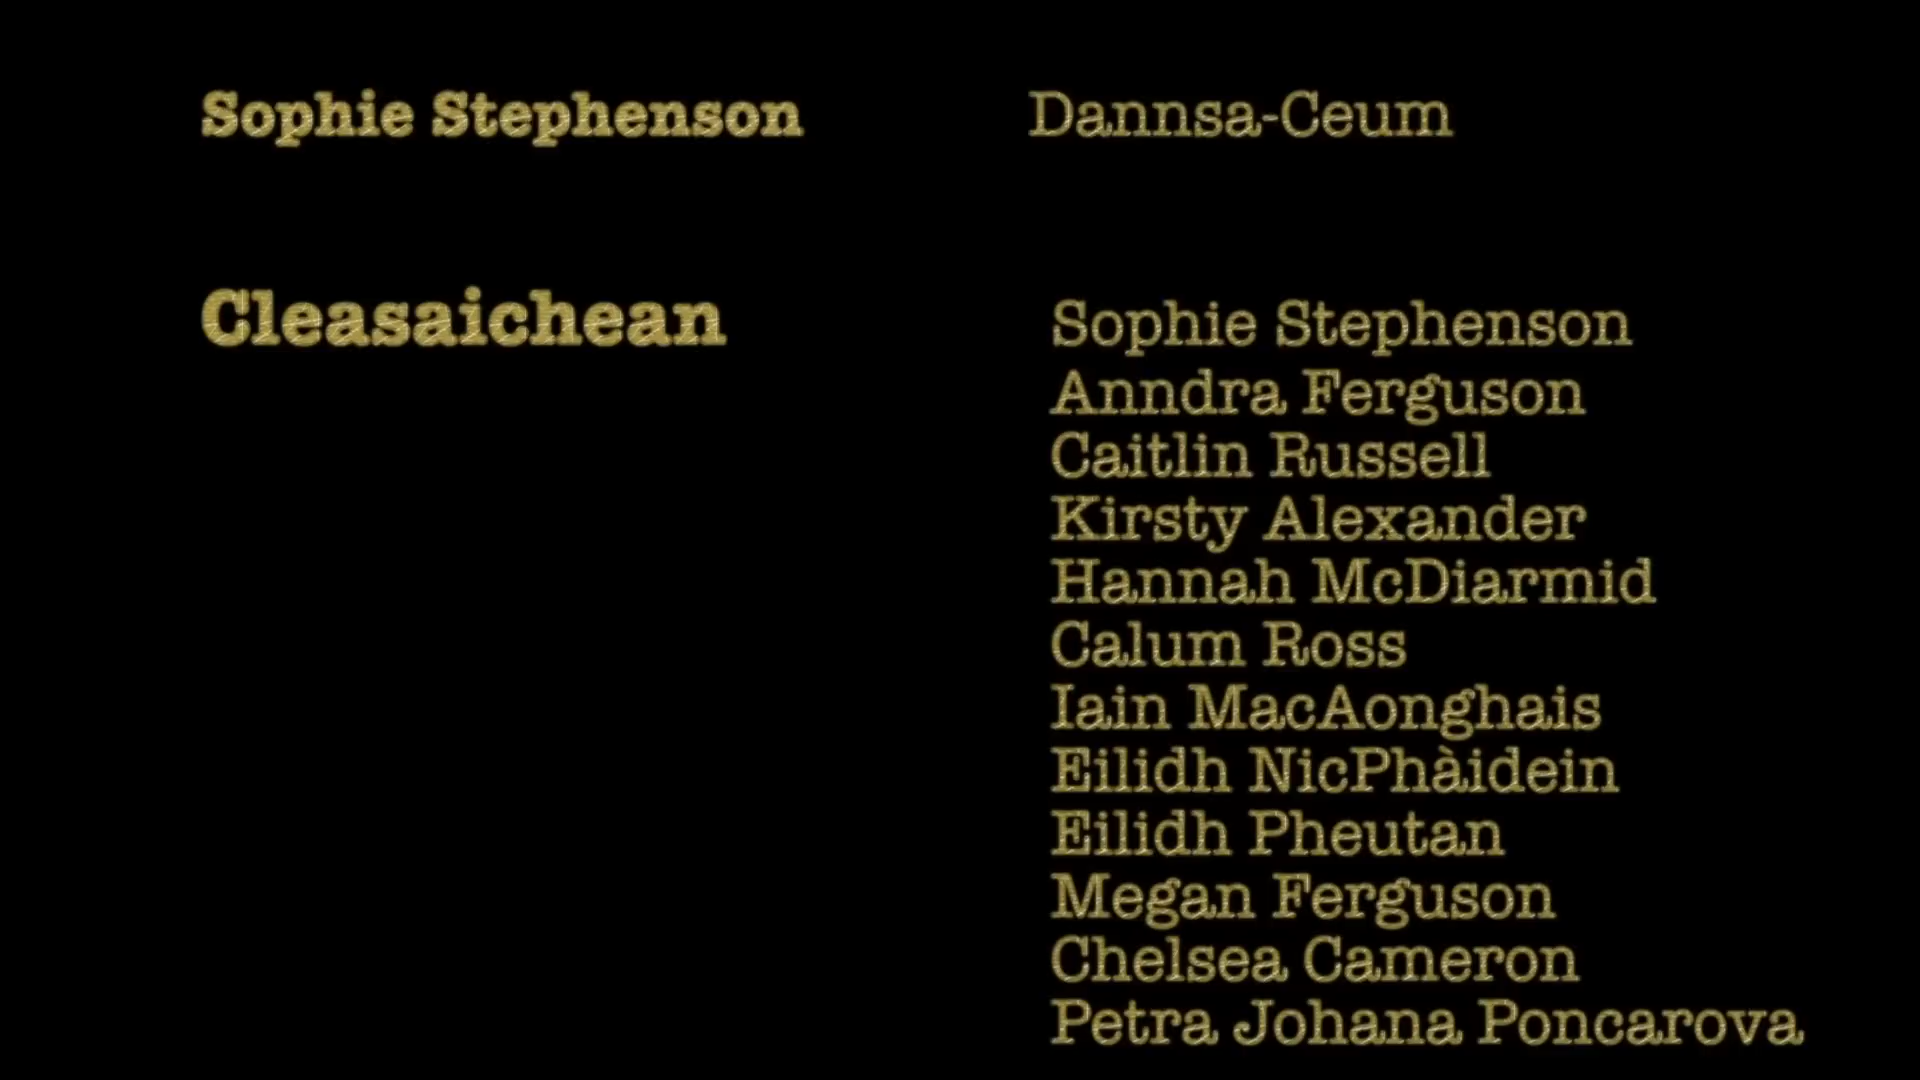 Sophie Stephenson Dannsa-Ceum
Cleasaichean Sophie Stephenson
Anndra Ferguson
Caitlin Russell
Kirsty Alexander
Hannah McDiarmid
Calum Ross
Iain MacAonghais
Eilidh NicPhàidein
Eilidh Pheutan
Megan Ferguson
Chelsea Cameron
Petra Johana Poncarova